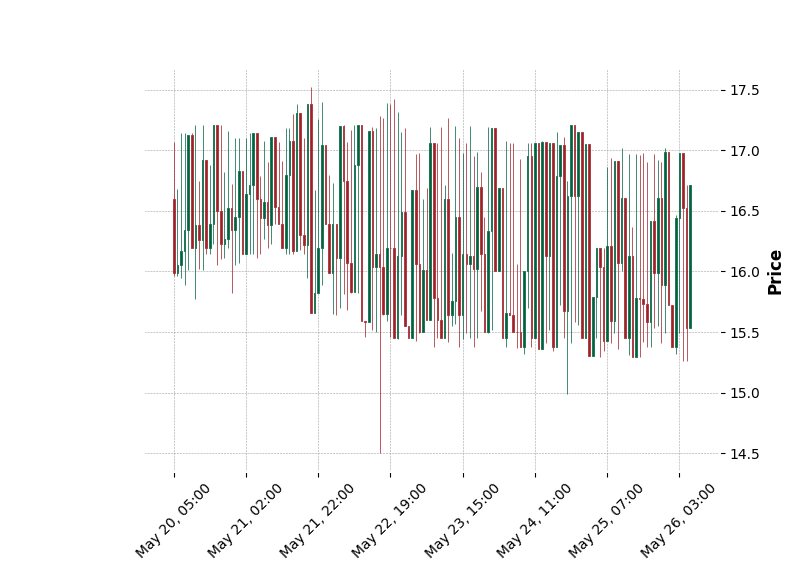 17.5
17.0
16.5
16.0
15.5
15.0
14.5
Price
May 20, 05:00
May 21, 02:00
May 21, 22:00
May 22, 19:00
May 23, 15:00
May 24, 11:00
May 25, 07:00
May 26, 03:00